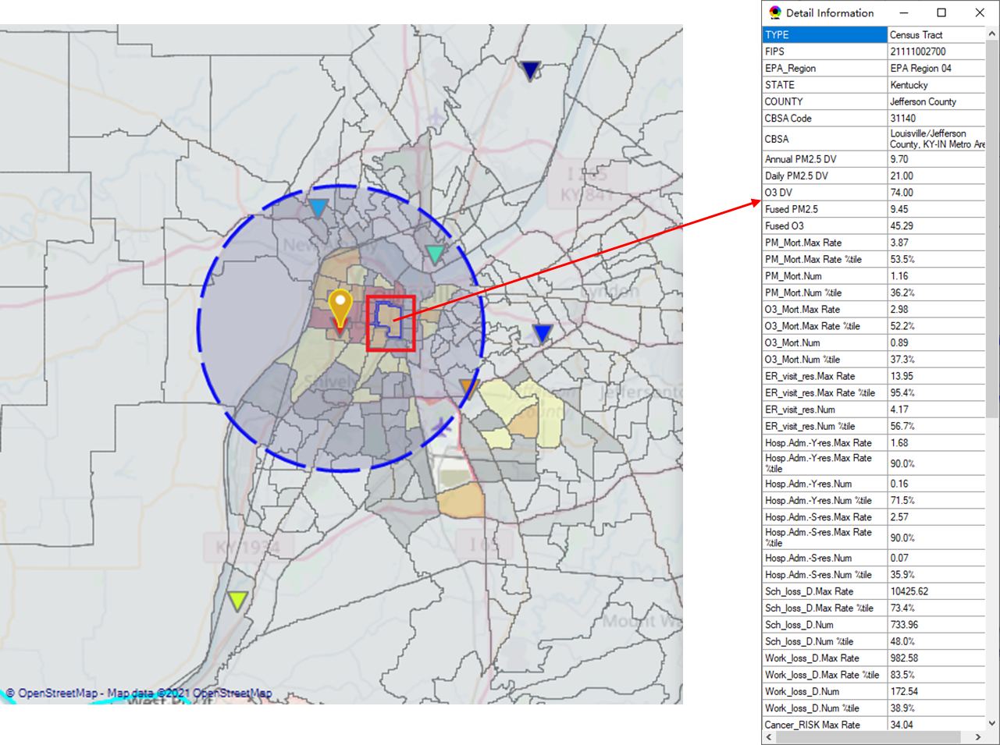 Detail Information
TYPE Census Tract
FIPS 21111002700
EPA_Region EPA Region 04
STATE Kentucky
COUNTY Jefferson County
CBSA Code 31140
CBSA Louisville/Jefferson
County, KY-IN Metro Are
Annual PM2.5 DV 9.70
Daily PM2.5 DV 21.00
O3 DV 74.00
Fused PM2.5 9.45
Fused O3 45.29
PM_Mort.Max Rate 3.87
PM_Mort.Max Rate %tile 53.5%
PM_Mort.Num 1.16
PM_Mort.Num %tile 36.2%
O3_Mort.Max Rate 2.98
O3_Mort.Max Rate %tile 52.2%
O3_Mort.Num 0.89
O3_Mort.Num %tile 37.3%
ER_visit_res.Max Rate 13.95
ER_visit_res.Max Rate %tile 95.4%
ER_visit_res.Num 4.17
ER_visit_res.Num %tile 56.7%
Hosp.Adm.-Y-res.Max Rate 1.68
Hosp.Adm.-Y-res.Max Rate
%tile 90.0%
Hosp.Adm.-Y-res.Num 0.16
Hosp.Adm.-Y-res.Num %tile 71.5%
Hosp.Adm.-S-res.Max Rate 2.57
Hosp.Adm.-S-res.Max Rate
%tile 90.0%
Hosp.Adm.-S-res.Num 0.07
Hosp.Adm.-S-res.Num %tile 35.9%
Sch_loss_D.Max Rate 10425.62
Sch_loss_D.Max Rate %tile 73.4%
Sch_loss_D.Num 733.96
Sch_loss_D.Num %tile 48.0%
Work_loss_D.Max Rate 982.58
Work_loss_D.Max Rate %tile 83.5%
Work_loss_D.Num 172.54
Work_loss_D.Num %tile 38.9%
Cancer_RISK Max Rate 34.04
I 265
KY 841
New Albany
Lyndon
Shively
Jefferson
County
Jeffersonto
KY 1934
I 65
Mount Wa
© OpenStreetMap - Map data ©2021 OpenStreetMap
West Point